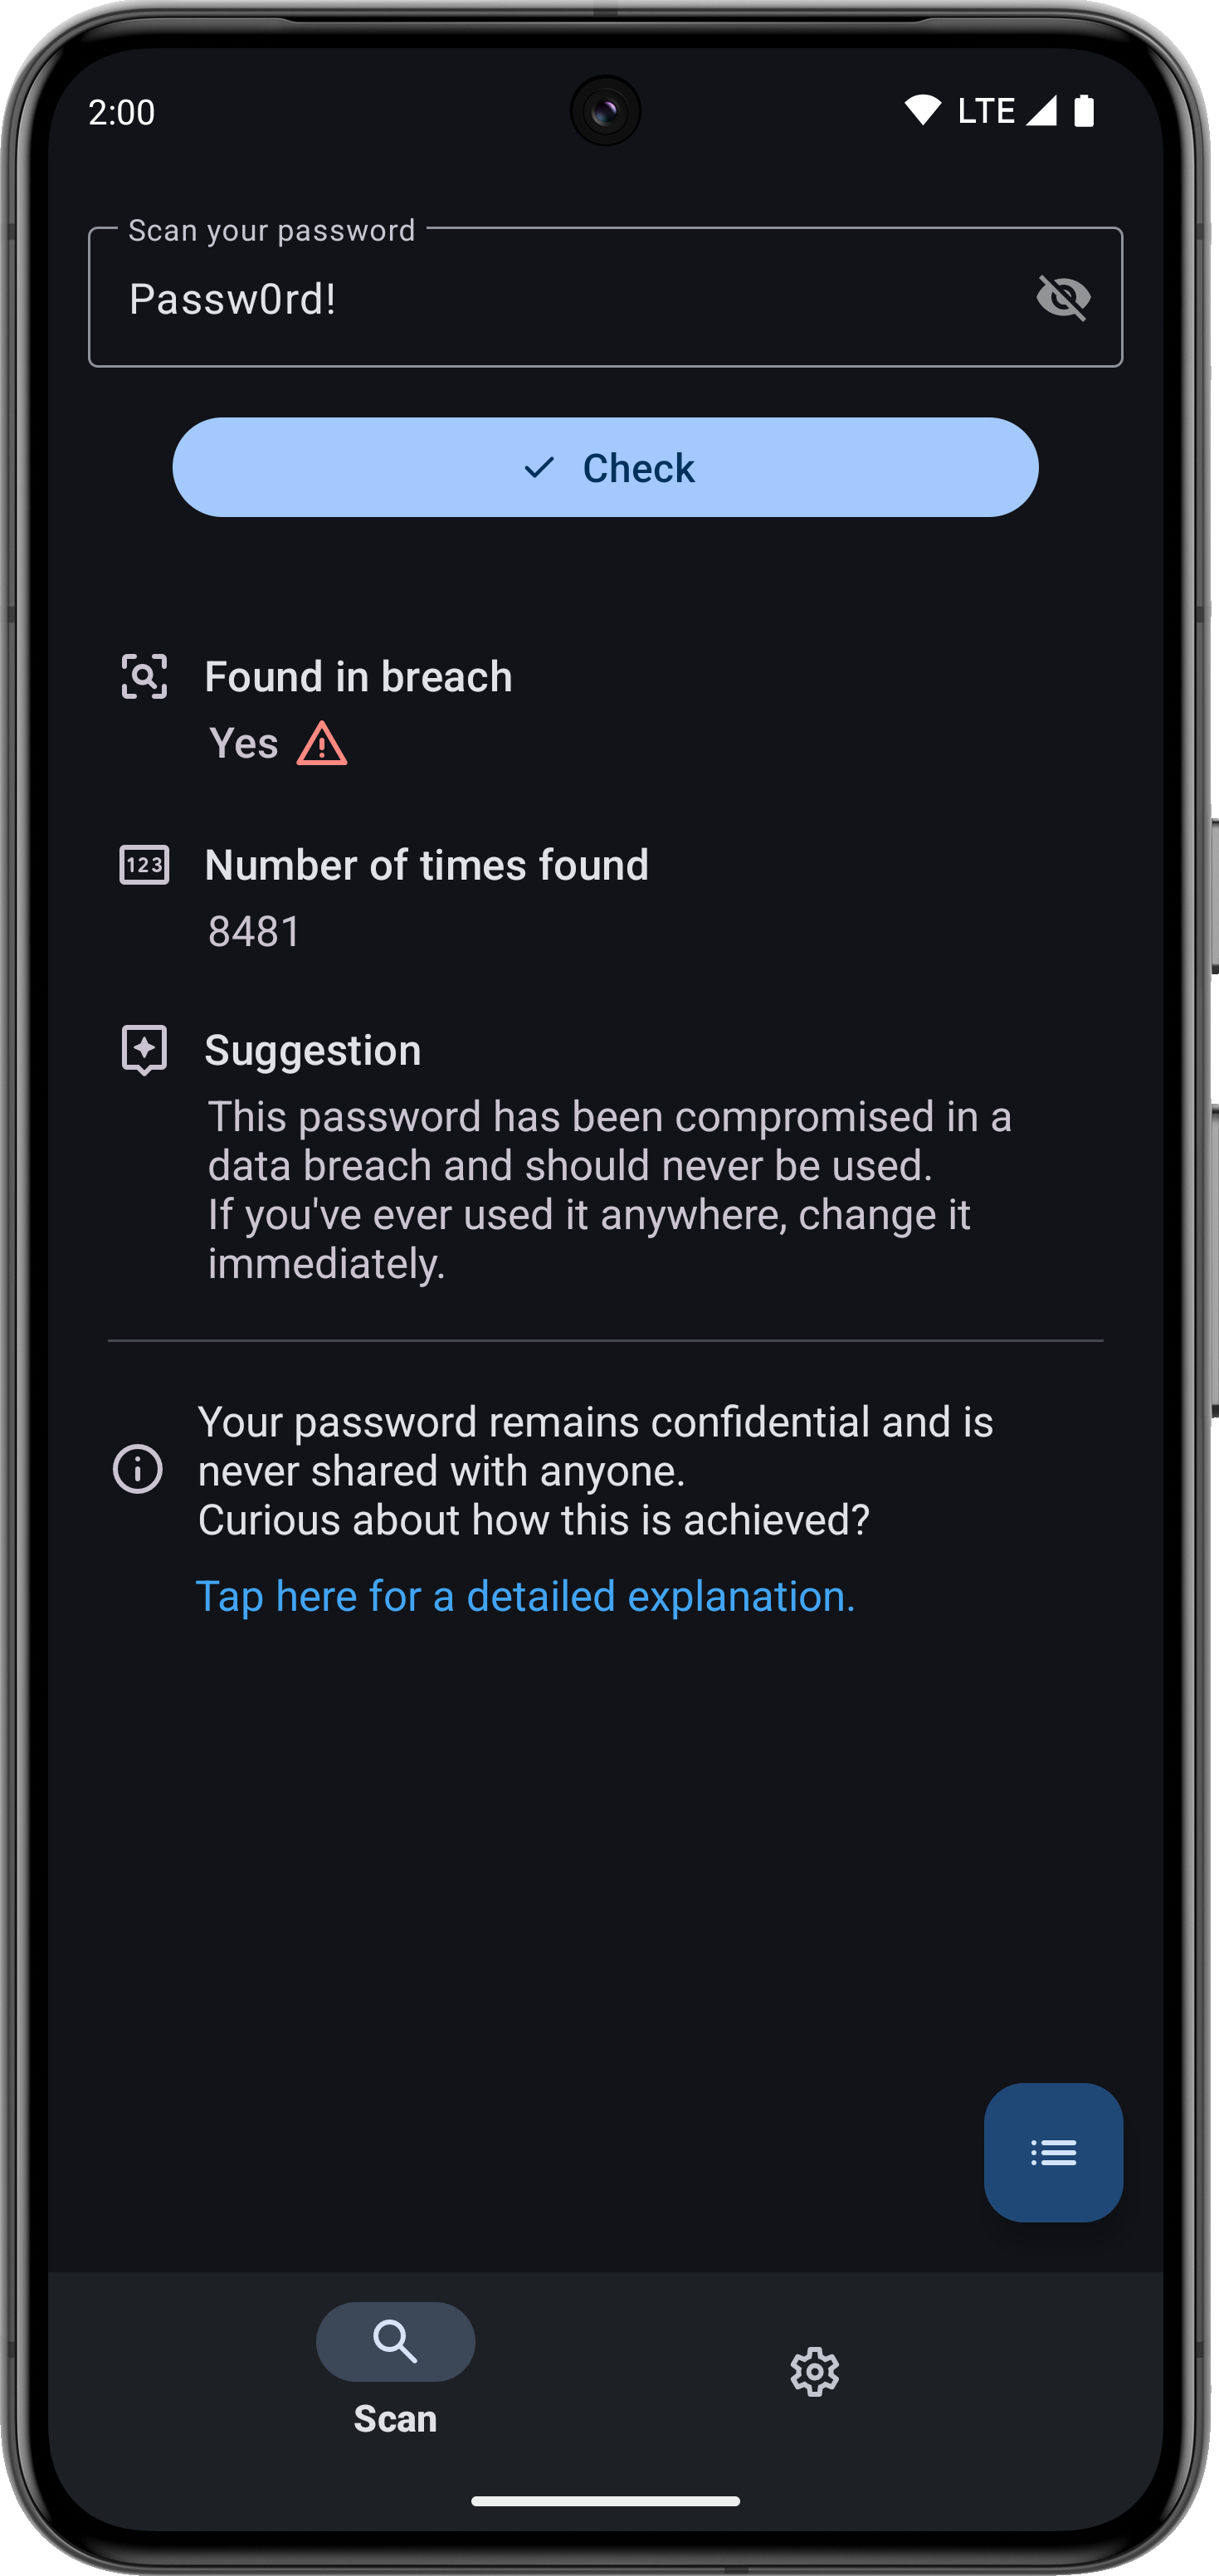 2:00
LTE
Scan your password
Passw0rd!
Check
Found in breach
Yes
123
Number of times found
8481
Suggestion
This password has been compromised in a
data breach and should never be used.
If you've ever used it anywhere, change it
immediately.
Your password remains confidential and is
never shared with anyone.
Curious about how this is achieved?
Tap here for a detailed explanation.
Scan